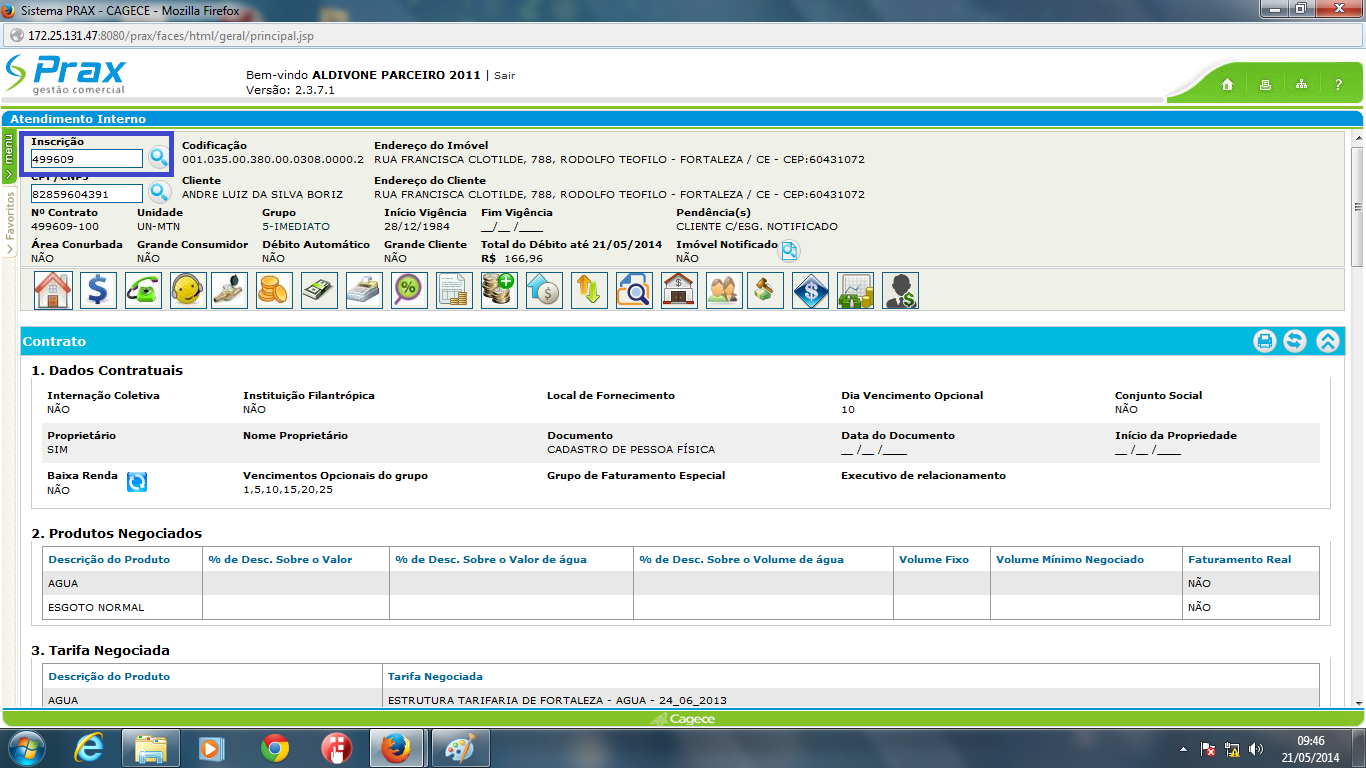 Sistema PRAX - CAGECE - Mozilla Firefox
172.25.131.47:8080/prax/faces/html/geral/principal.jsp
Prax
gestão comercial
Bem-vindo ALDIVONE PARCEIRO 2011 | Sair
Versão: 2.3.7.1
?
Atendimento Interno
menu
Favoritos
Inscrição Codificação Endereço do Imóvel
499609 001.035.00.380.00.0308.0000.2 RUA FRANCISCA CLOTILDE, 788, RODOLFO TEOFILO - FORTALEZA / CE - CEP:60431072
CPF/CNPJ Cliente Endereço do Cliente
82859604391 ANDRE LUIZ DA SILVA BORIZ RUA FRANCISCA CLOTILDE, 788, RODOLFO TEOFILO - FORTALEZA / CE - CEP:60431072
Nº Contrato Unidade Grupo Início Vigência Fim Vigência Pendência(s)
499609-100 UN-MTN 5-IMEDIATO 28/12/1984 __/__/____ CLIENTE C/ESG. NOTIFICADO
Área Conurbada Grande Consumidor Débito Automático Grande Cliente Total do Débito até 21/05/2014 Imóvel Notificado
NÃO NÃO NÃO NÃO R$ 166,96 NÃO
Contrato
1. Dados Contratuais
Internação Coletiva Instituição Filantrópica Local de Fornecimento Dia Vencimento Opcional Conjunto Social
NÃO NÃO 10 NÃO
Proprietário Nome Proprietário Documento Data do Documento Início da Propriedade
SIM CADASTRO DE PESSOA FÍSICA __ /__ /____ __ /__ /____
Baixa Renda Vencimentos Opcionais do grupo Grupo de Faturamento Especial Executivo de relacionamento
NÃO 1,5,10,15,20,25
2. Produtos Negociados
Descrição do Produto % de Desc. Sobre o Valor % de Desc. Sobre o Valor de água % de Desc. Sobre o Volume de água Volume Fixo Volume Mínimo Negociado Faturamento Real
AGUA NÃO
ESGOTO NORMAL NÃO
3. Tarifa Negociada
Descrição do Produto Tarifa Negociada
AGUA ESTRUTURA TARIFARIA DE FORTALEZA - AGUA - 24_06_2013
Cagece
09:46
21/05/2014